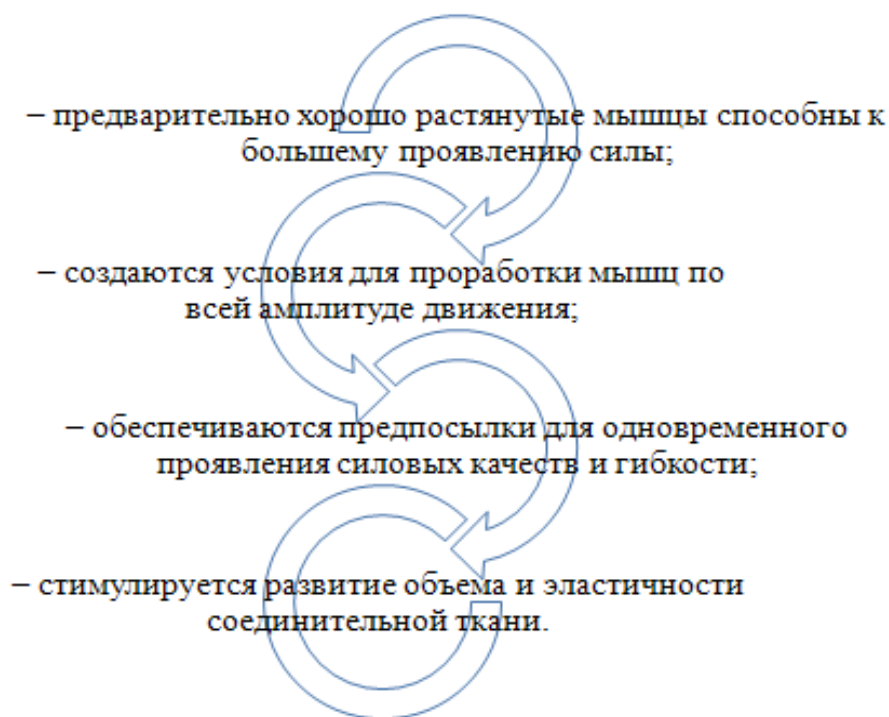 – предварительно хорошо растянутые мышцы способны к
большему проявлению силы;
– создаются условия для проработки мышц по
всей амплитуде движения;
– обеспечиваются предпосылки для одновременного
проявления силовых качеств и гибкости;
– стимулируется развитие объема и эластичности
соединительной ткани.